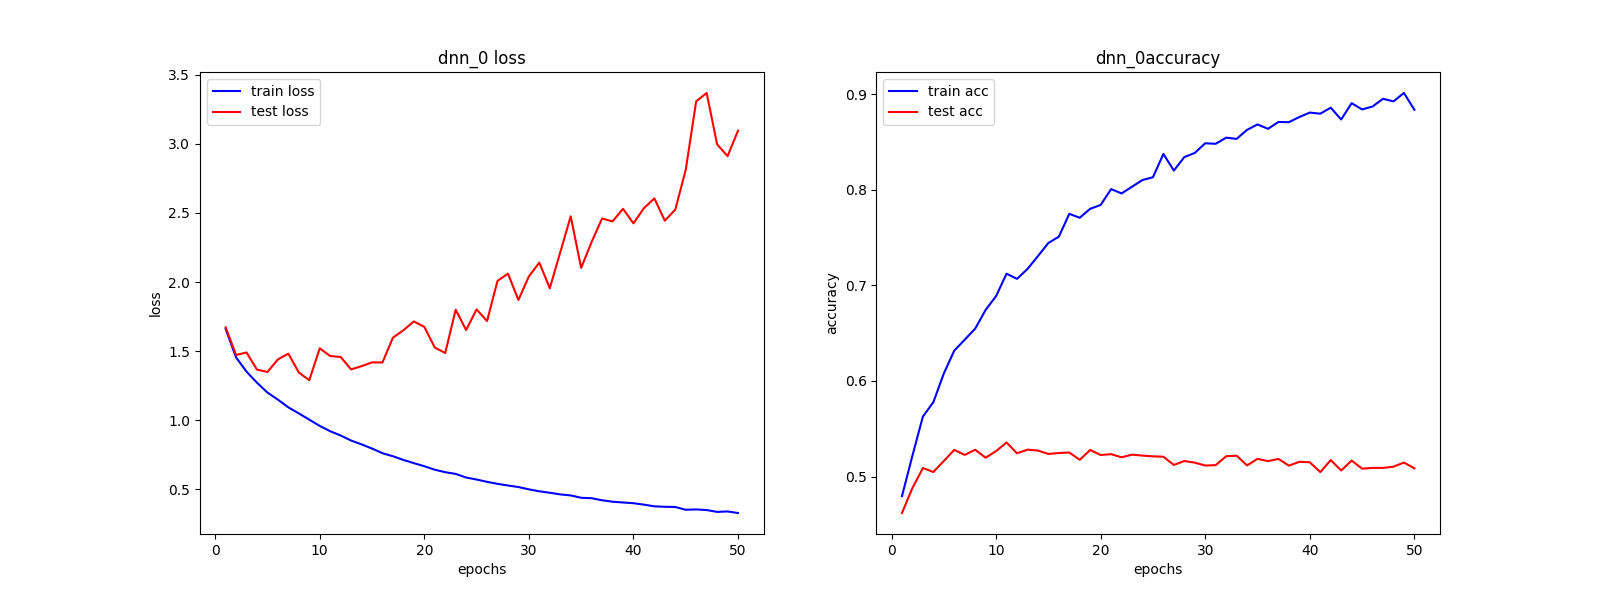 dnn_0 loss
3.5
3.0
2.5
2.0
1.5
1.0
0.5
loss
train loss
test loss
0 10 20 30 40 50
epochs
dnn_0accuracy
0.9
0.8
0.7
0.6
0.5
accuracy
train acc
test acc
0 10 20 30 40 50
epochs